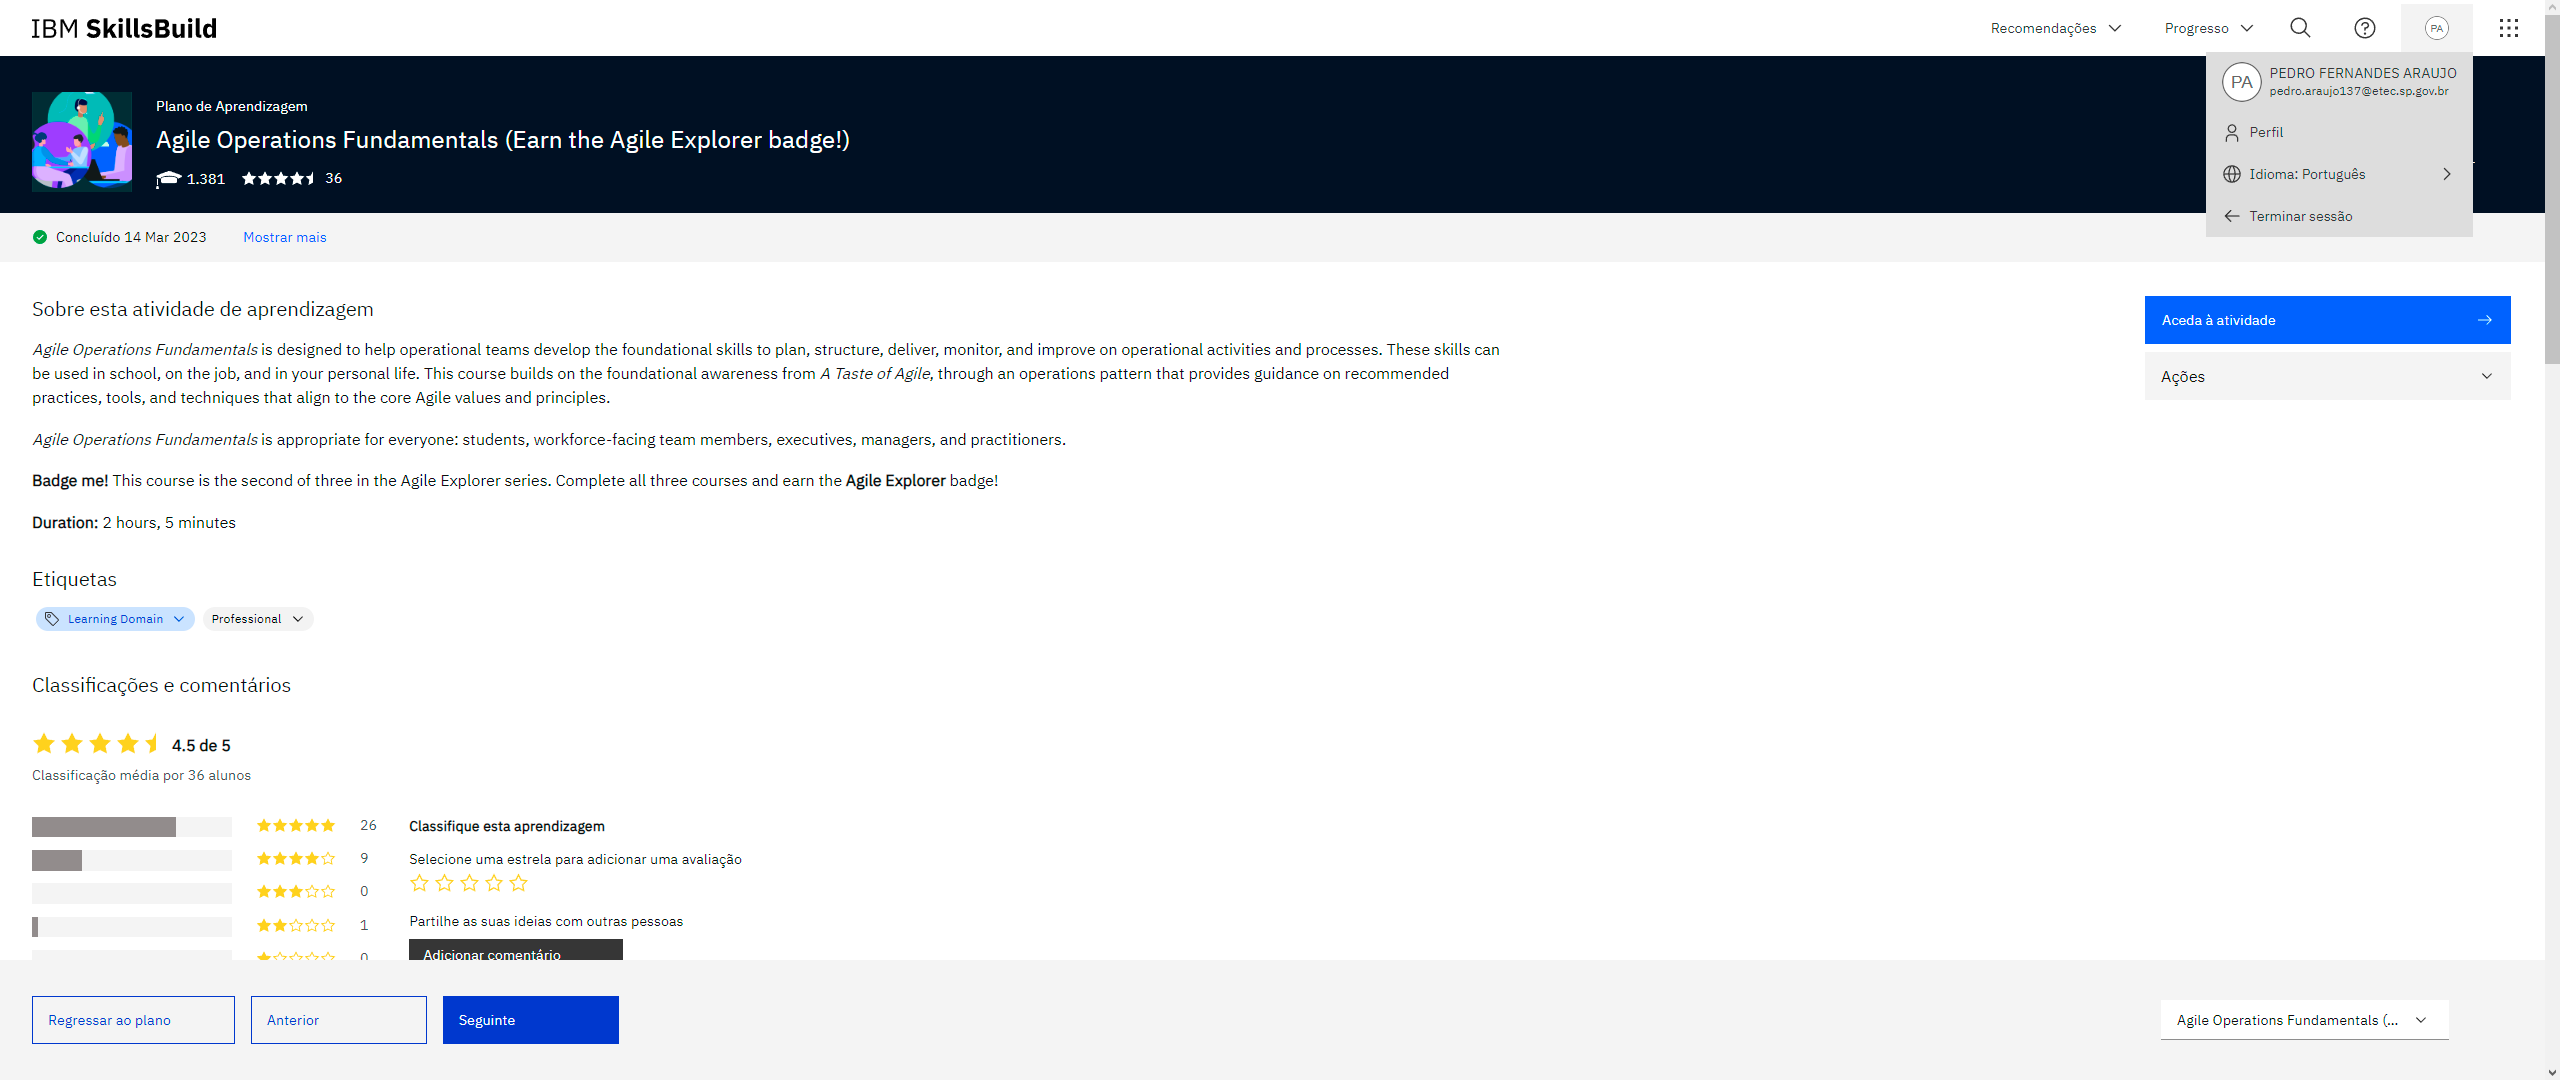 IBM SkillsBuild
Recomendações
Progresso
PA
PA
PEDRO FERNANDES ARAUJO
pedro.araujo137@etec.sp.gov.br
Perfil
Idioma: Português
Terminar sessão
Plano de Aprendizagem
Agile Operations Fundamentals (Earn the Agile Explorer badge!)
1.381
36
Concluído 14 Mar 2023
Mostrar mais
Sobre esta atividade de aprendizagem
Agile Operations Fundamentals is designed to help operational teams develop the foundational skills to plan, structure, deliver, monitor, and improve on operational activities and processes. These skills can
be used in school, on the job, and in your personal life. This course builds on the foundational awareness from A Taste of Agile, through an operations pattern that provides guidance on recommended
practices, tools, and techniques that align to the core Agile values and principles.
Agile Operations Fundamentals is appropriate for everyone: students, workforce-facing team members, executives, managers, and practitioners.
Badge me! This course is the second of three in the Agile Explorer series. Complete all three courses and earn the Agile Explorer badge!
Duration: 2 hours, 5 minutes
Aceda à atividade
Ações
Etiquetas
Learning Domain
Professional
Classificações e comentários
4.5 de 5
Classificação média por 36 alunos
26
9
0
1
0
Classifique esta aprendizagem
Selecione uma estrela para adicionar uma avaliação
Partilhe as suas ideias com outras pessoas
Adicionar comentário
Regressar ao plano
Anterior
Seguinte
Agile Operations Fundamentals (...